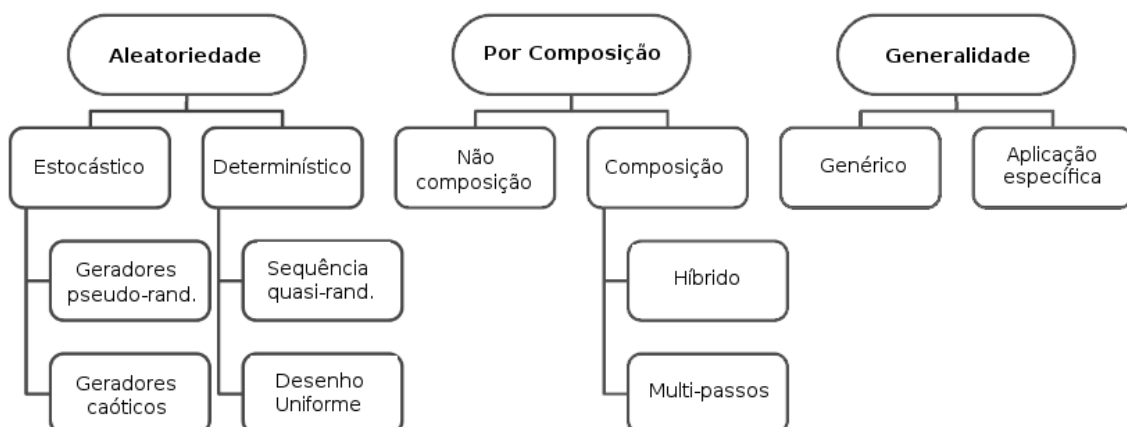 Aleatoriedade
Por Composição
Generalidade
Estocástico
Determinístico
Não
composição
Composição
Genérico
Aplicação
específica
Geradores
pseudo-rand.
Sequência
quasi-rand.
Híbrido
Geradores
caóticos
Desenho
Uniforme
Multi-passos